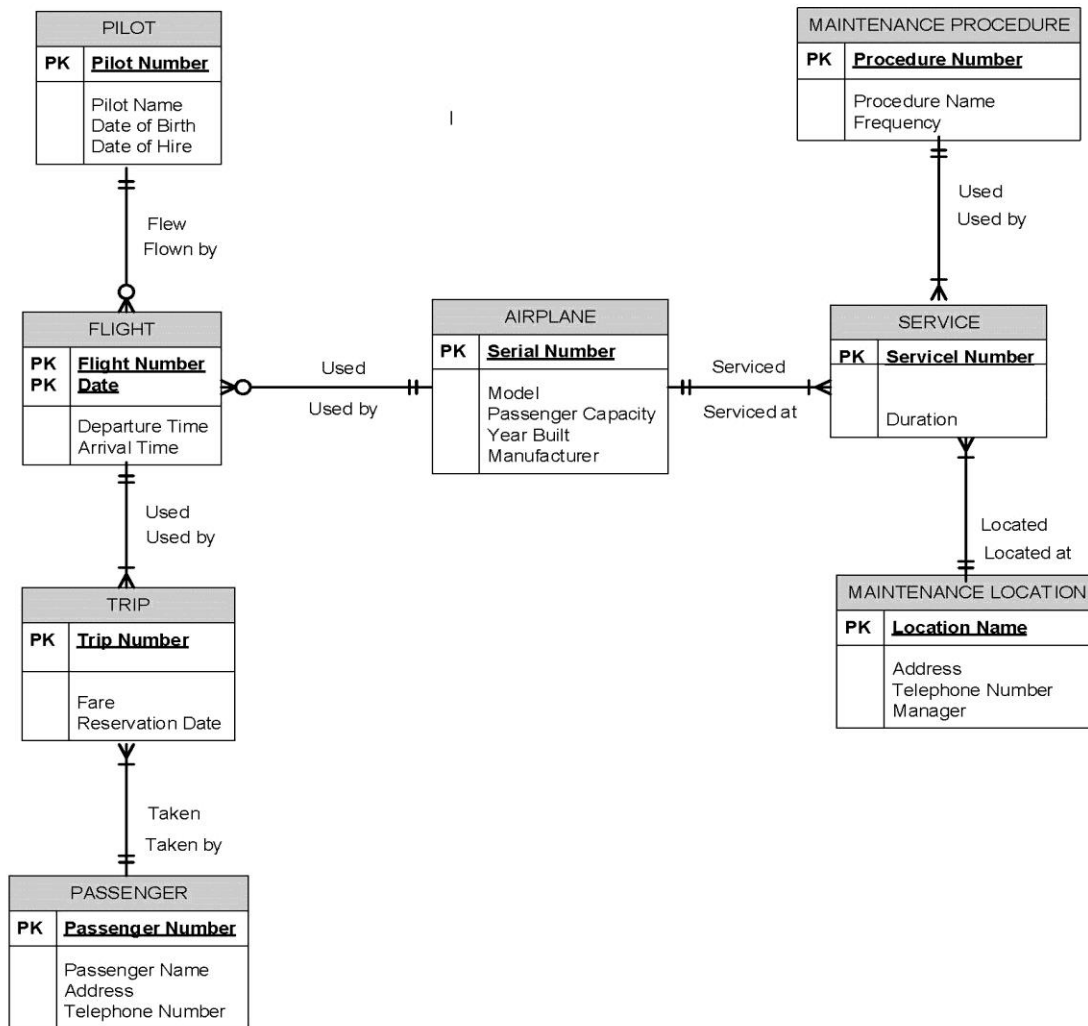 PILOT
PK Pilot Number
Pilot Name
Date of Birth
Date of Hire
MAINTENANCE PROCEDURE
PK Procedure Number
Procedure Name
Frequency
|
Flew
Flown by
Used
Used by
FLIGHT
PK Flight Number
PK Date
Departure Time
Arrival Time
Used
Used by
AIRPLANE
PK Serial Number
Model
Passenger Capacity
Year Built
Manufacturer
Serviced
Serviced at
SERVICE
PK Servicel Number
Duration
Used
Used by
Located
Located at
TRIP
PK Trip Number
Fare
Reservation Date
MAINTENANCE LOCATION
PK Location Name
Address
Telephone Number
Manager
Taken
Taken by
PASSENGER
PK Passenger Number
Passenger Name
Address
Telephone Number